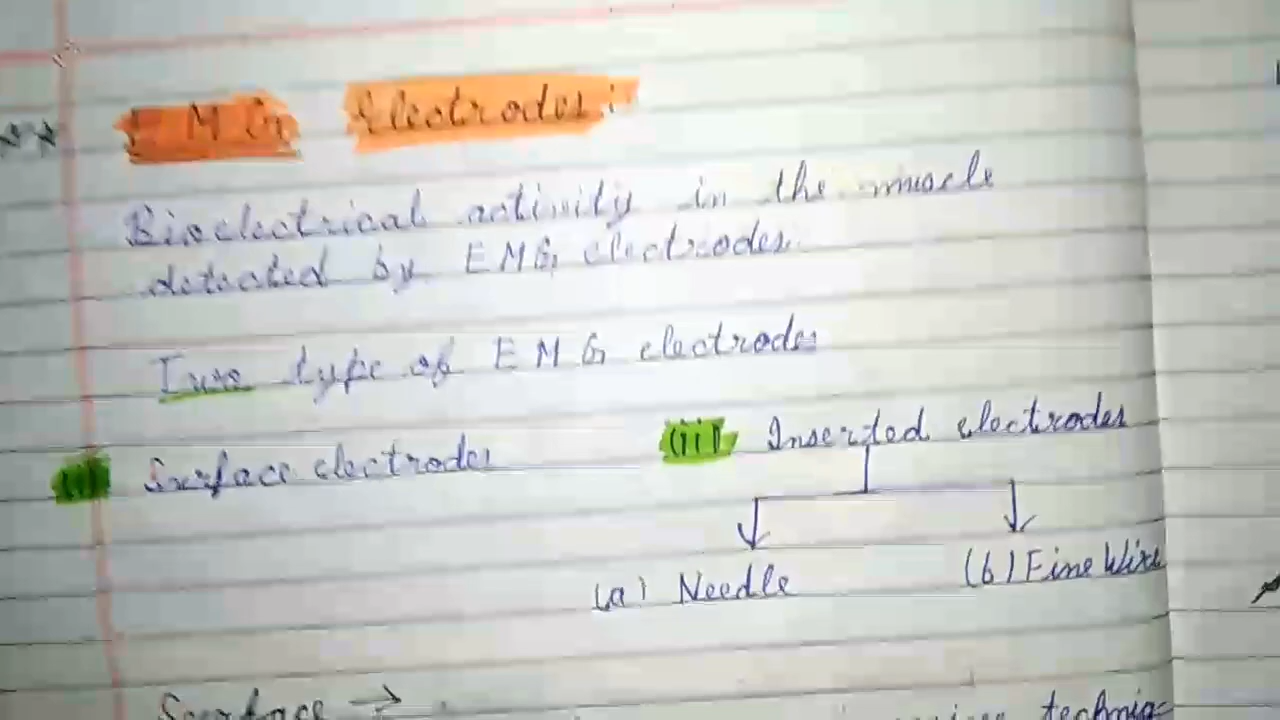 EMG Electrodes:
Bioelectrical activity in the muscle
detected by EMG electrodes.
Two type of EMG electrodes
(i) Surface electrodes
(ii) Inserted electrodes
(a) Needle
(b) Fine Wire
Surface →